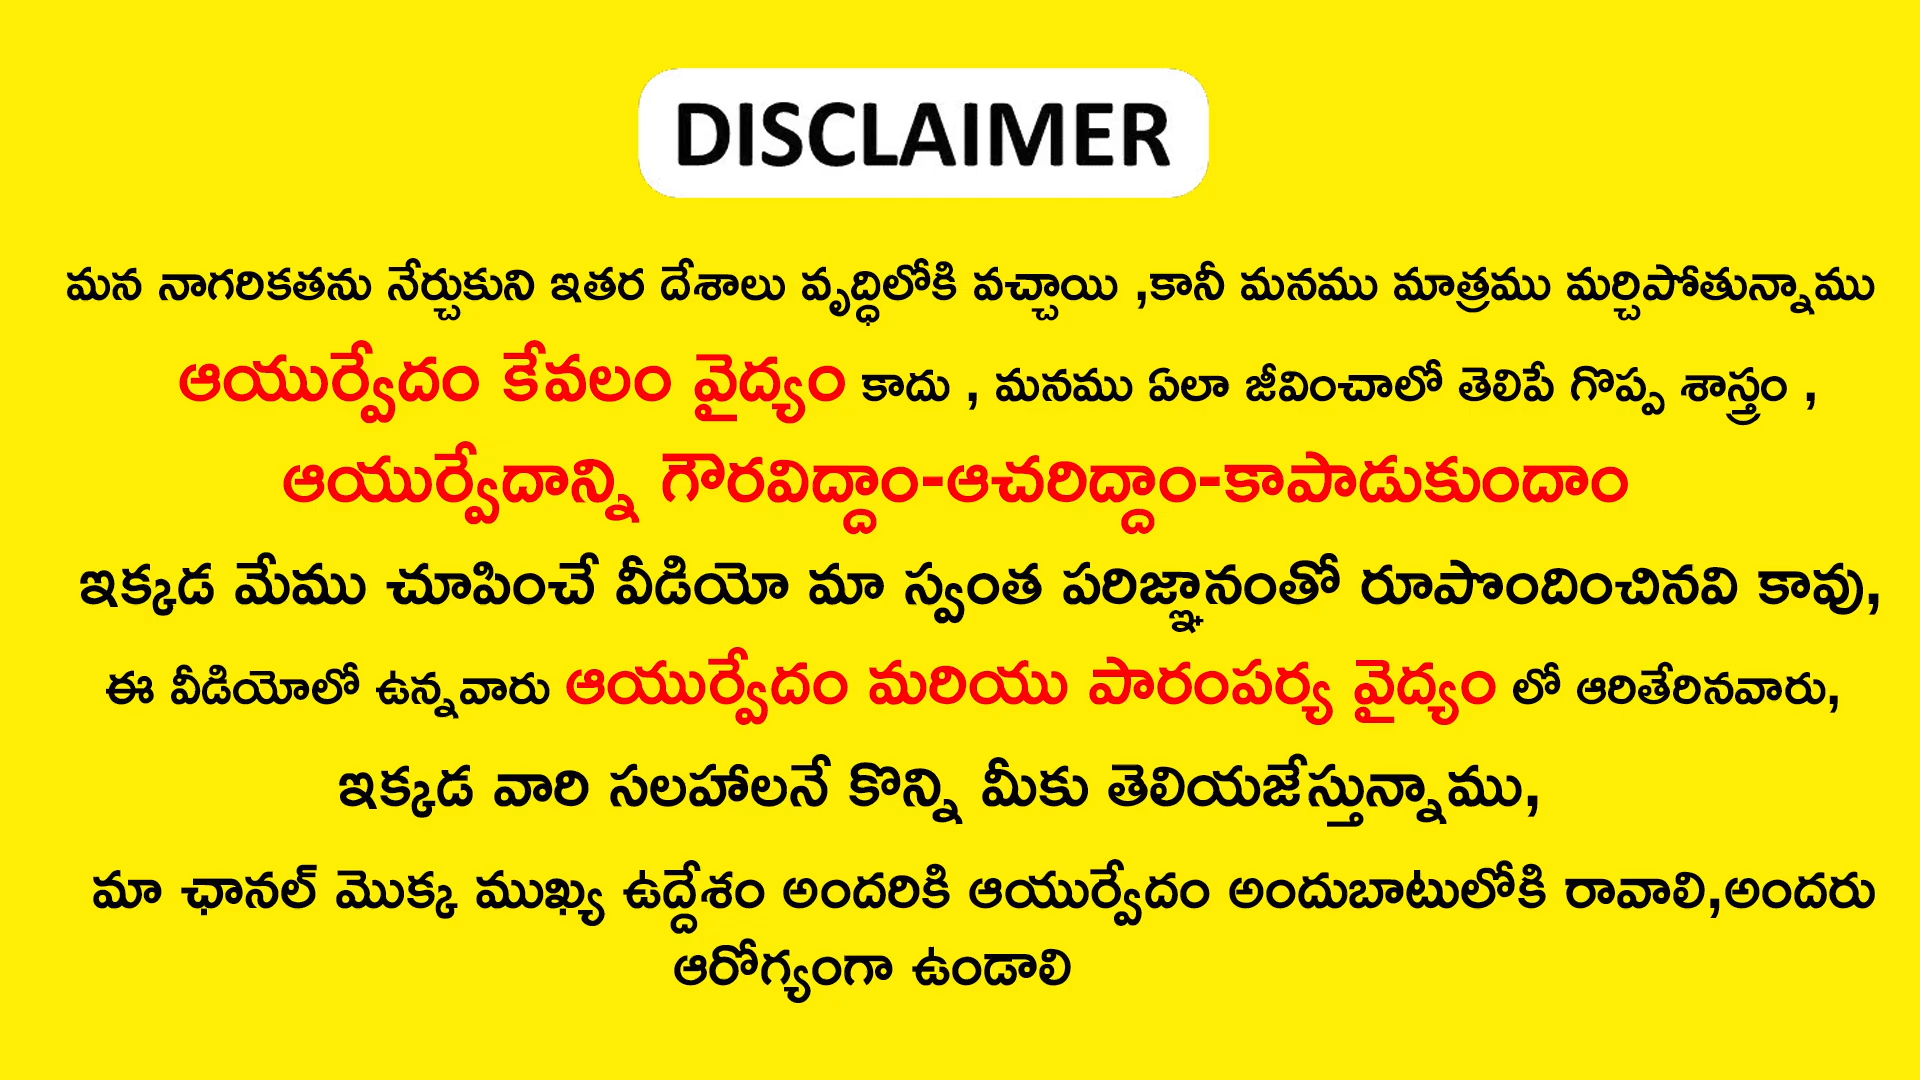 DISCLAIMER
మన నాగరికతను నేర్చుకుని ఇతర దేశాలు వృద్ధిలోకి వచ్చాయి ,కానీ మనము మాత్రము మర్చిపోతున్నాము
ఆయుర్వేదం కేవలం వైద్యం కాదు , మనము ఏలా జీవించాలో తెలిపే గొప్ప శాస్త్రం ,
ఆయుర్వేదాన్ని గౌరవిద్దాం-ఆచరిద్దాం-కాపాడుకుందాం
ఇక్కడ మేము చూపించే వీడియో మా స్వంత పరిజ్ఞానంతో రూపొందించినవి కావు,
ఈ వీడియోలో ఉన్నవారు ఆయుర్వేదం మరియు పారంపర్య వైద్యం లో ఆరితేరినవారు,
ఇక్కడ వారి సలహాలనే కొన్ని మీకు తెలియజేస్తున్నాము,
మా ఛానల్ మొక్క ముఖ్య ఉద్దేశం అందరికి ఆయుర్వేదం అందుబాటులోకి రావాలి,అందరు
ఆరోగ్యంగా ఉండాలి